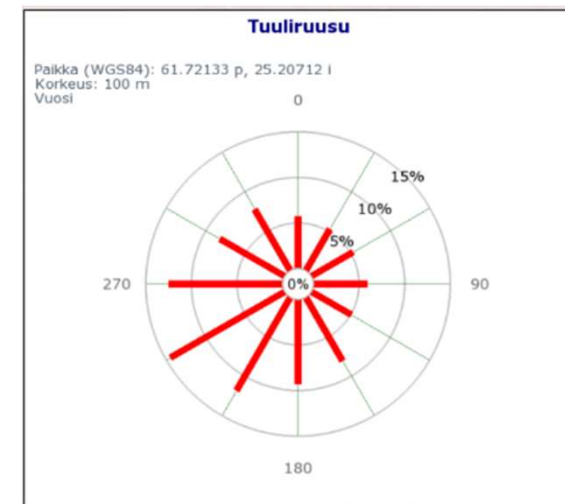 Tuuliruusu
Paikka (WGS84): 61.72133 p, 25.20712 i
Korkeus: 100 m
Vuosi
0
15%
10%
5%
270
0%
90
180